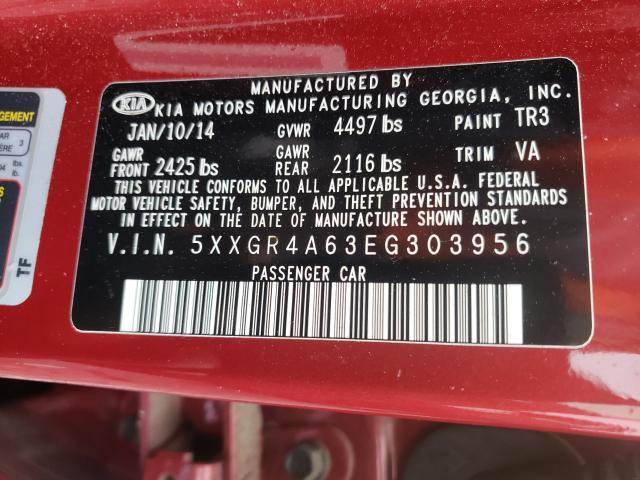 MANUFACTURED BY
KIA KIA MOTORS MANUFACTURING GEORGIA, INC.
JAN/10/14 GVWR 4497 lbs PAINT TR3
GAWR FRONT 2425 lbs GAWR REAR 2116 lbs TRIM VA
THIS VEHICLE CONFORMS TO ALL APPLICABLE U.S.A. FEDERAL
MOTOR VEHICLE SAFETY, BUMPER, AND THEFT PREVENTION STANDARDS
IN EFFECT ON THE DATE OF MANUFACTURE SHOWN ABOVE.
V.I.N. 5XXGR4A63EG303956
PASSENGER CAR
TF